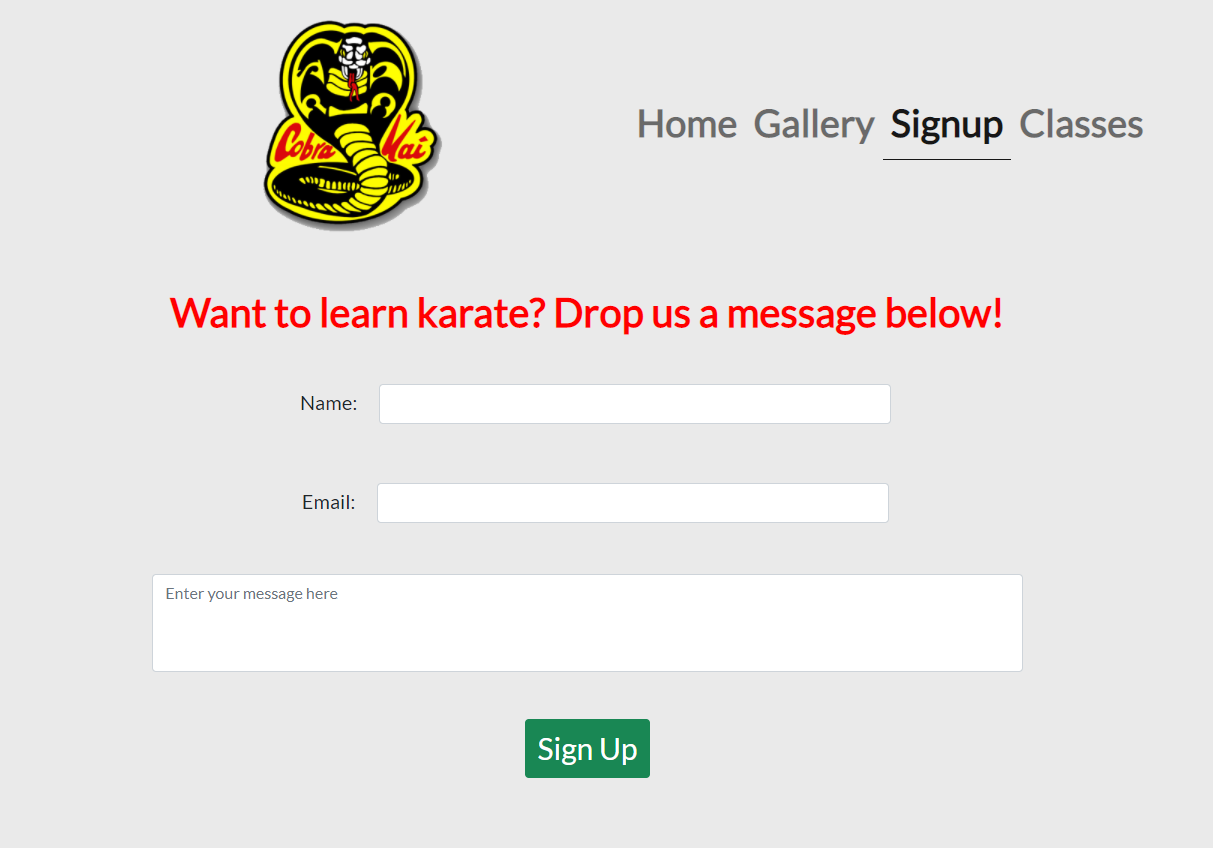 Cobra Kai
Home Gallery Signup Classes
Want to learn karate? Drop us a message below!
Name:
Email:
Enter your message here
Sign Up